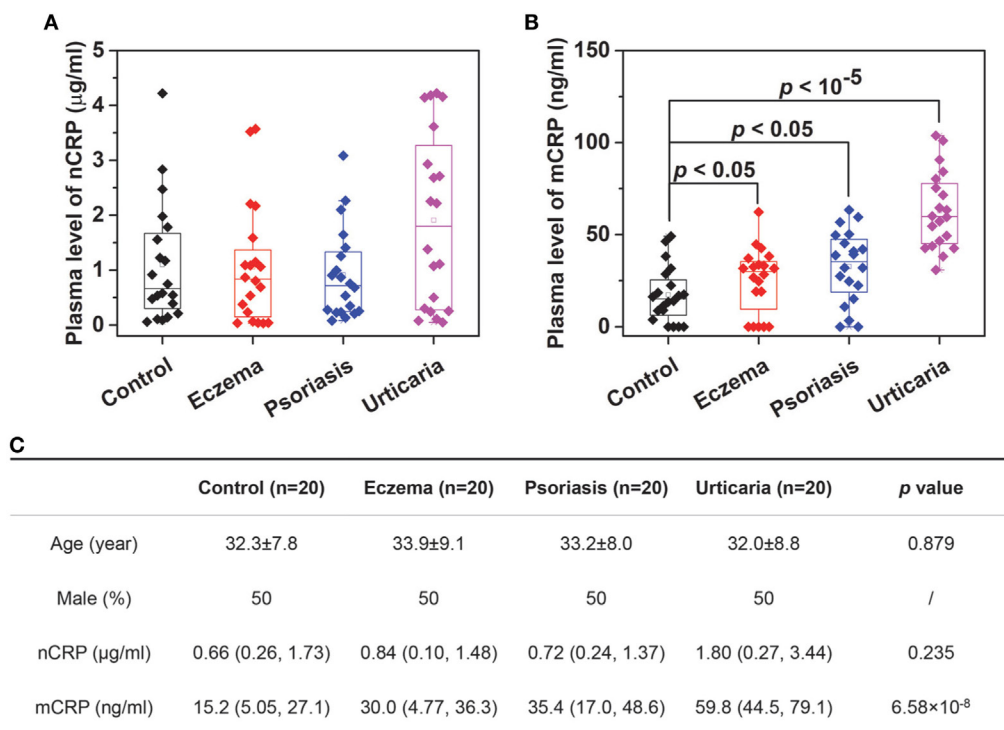 A
Plasma level of nCRP (μg/ml)
5
4
3
2
1
0
Control
Eczema
Psoriasis
Urticaria
B
Plasma level of mCRP (ng/ml)
150
100
50
0
p < 10-5
p < 0.05
p < 0.05
Control
Eczema
Psoriasis
Urticaria
C
Control (n=20) Eczema (n=20) Psoriasis (n=20) Urticaria (n=20) p value
Age (year) 32.3±7.8 33.9±9.1 33.2±8.0 32.0±8.8 0.879
Male (%) 50 50 50 50 /
nCRP (μg/ml) 0.66 (0.26, 1.73) 0.84 (0.10, 1.48) 0.72 (0.24, 1.37) 1.80 (0.27, 3.44) 0.235
mCRP (ng/ml) 15.2 (5.05, 27.1) 30.0 (4.77, 36.3) 35.4 (17.0, 48.6) 59.8 (44.5, 79.1) 6.58×10-8